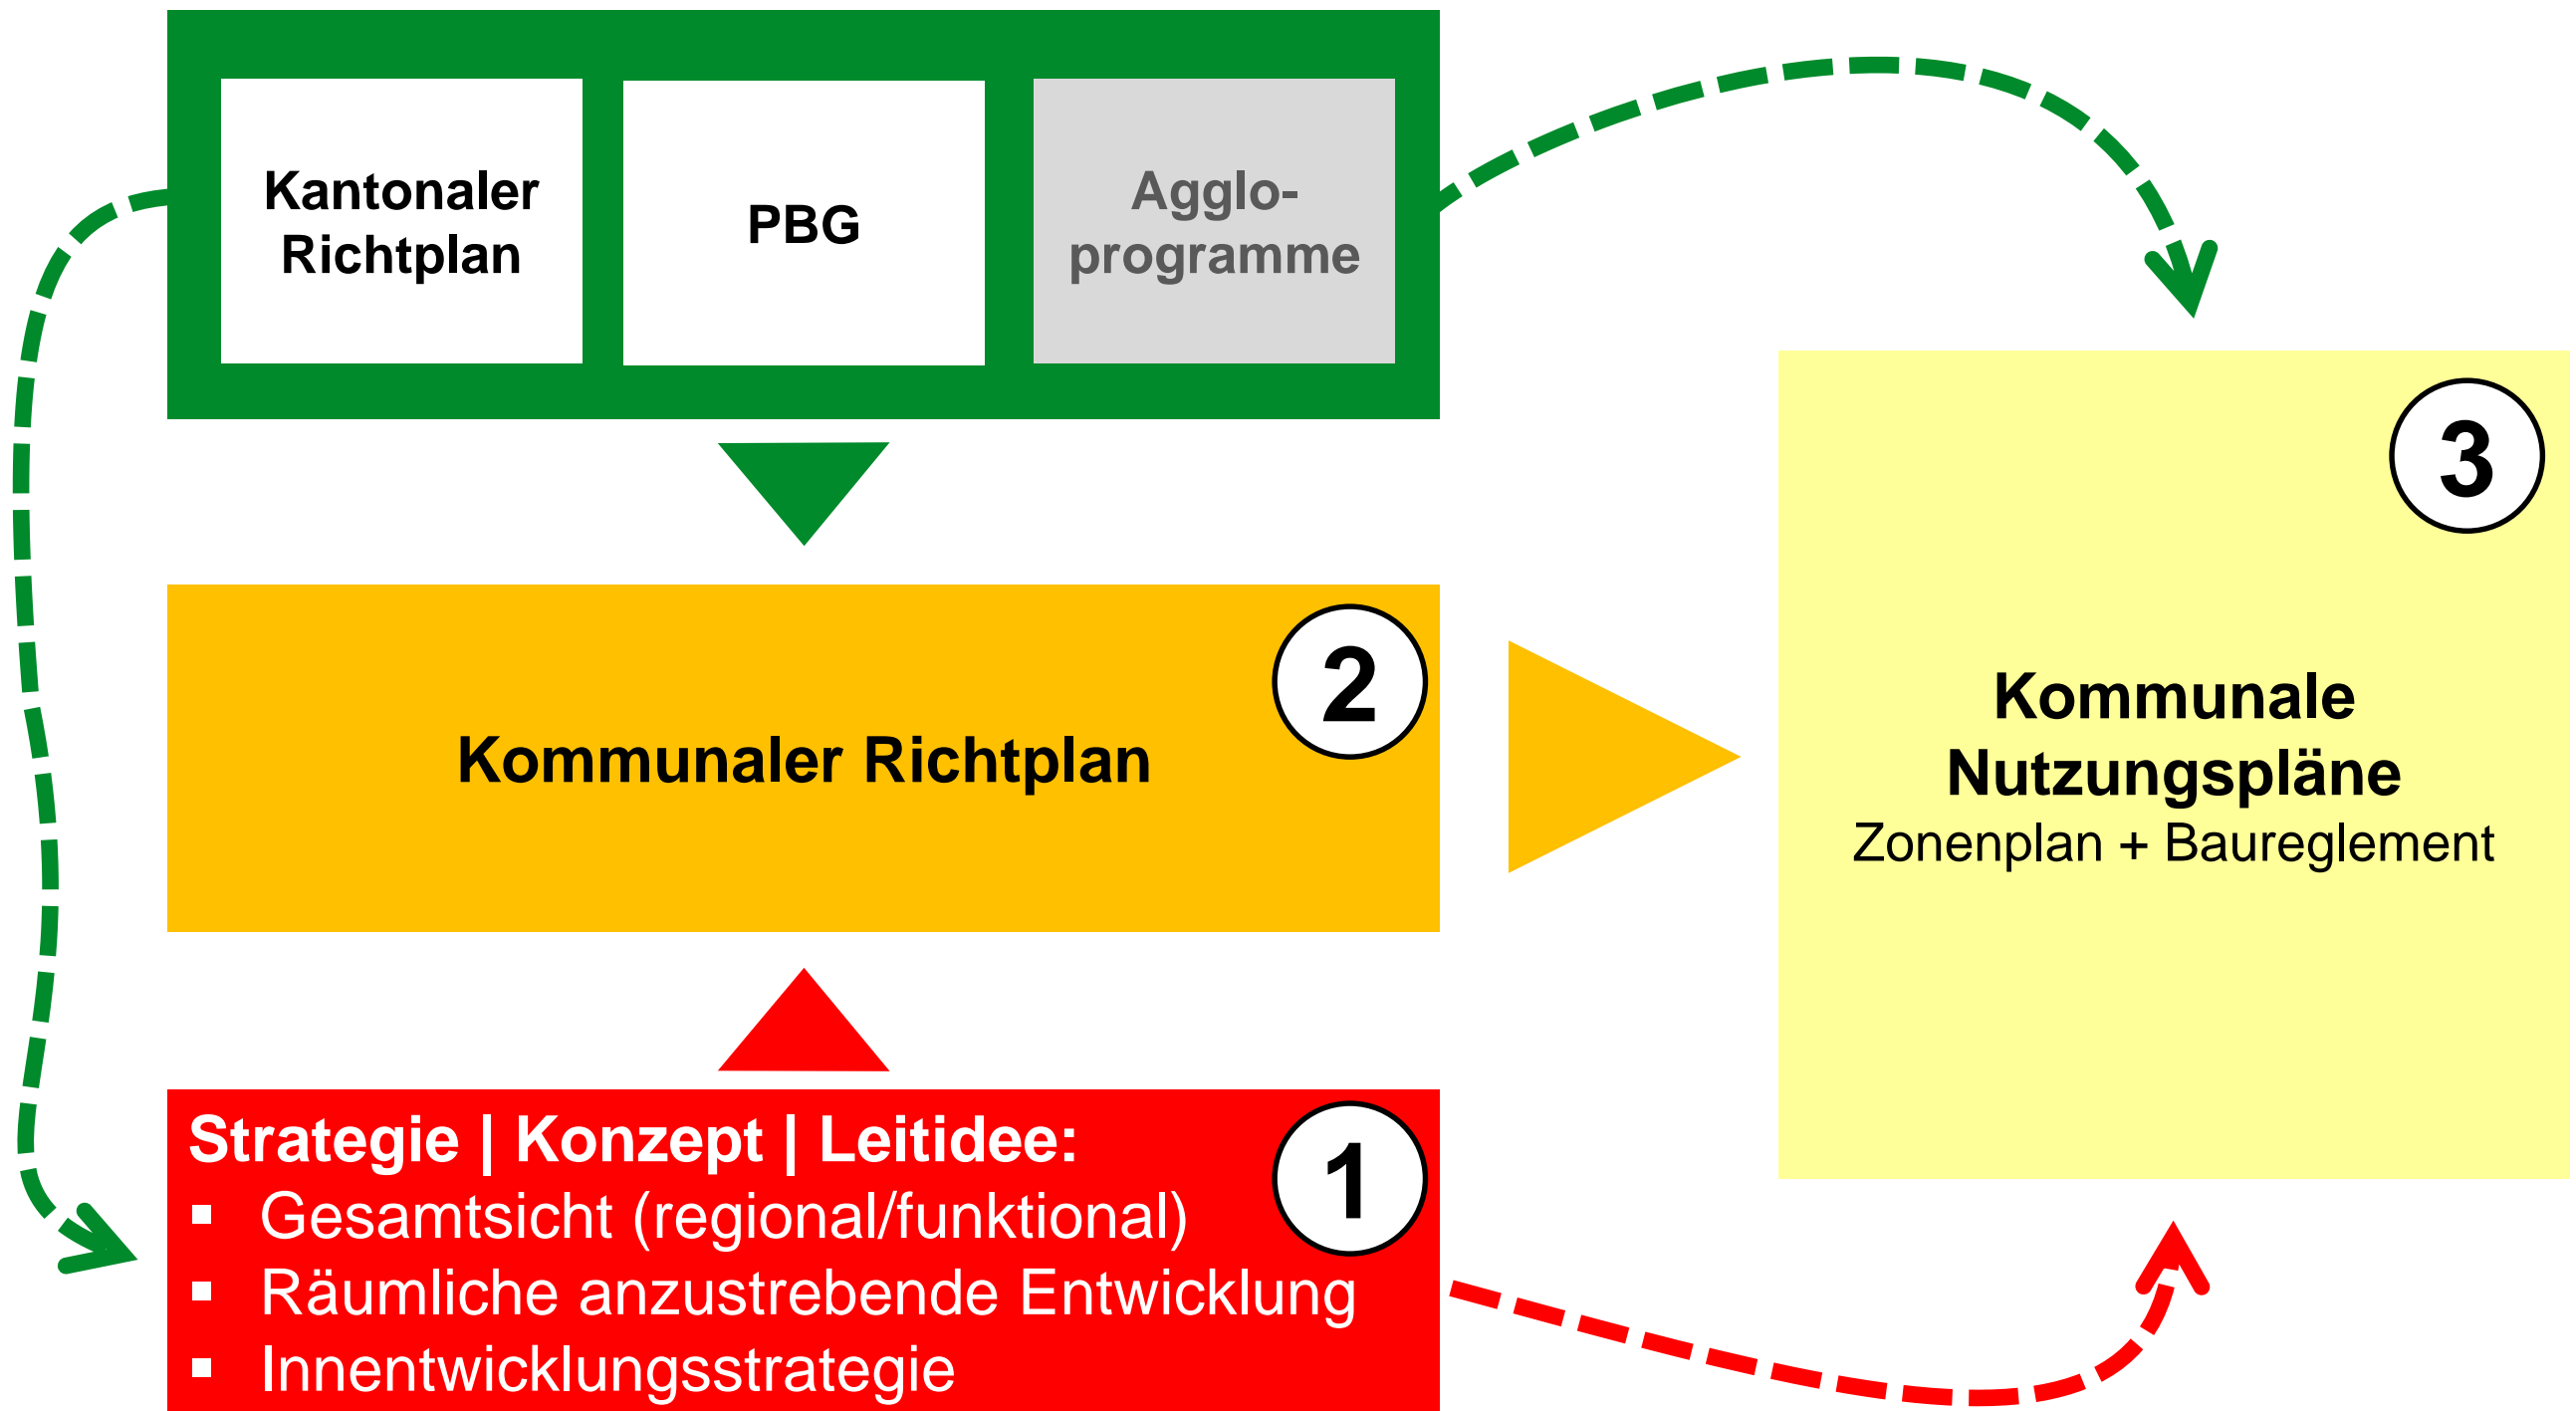 Kantonaler
Richtplan
PBG
Agglo-
programme
3
2
Kommunaler Richtplan
Kommunale
Nutzungspläne
Zonenplan + Baureglement
1
Strategie | Konzept | Leitidee:
▪ Gesamtsicht (regional/funktional)
▪ Räumliche anzustrebende Entwicklung
▪ Innentwicklungsstrategie